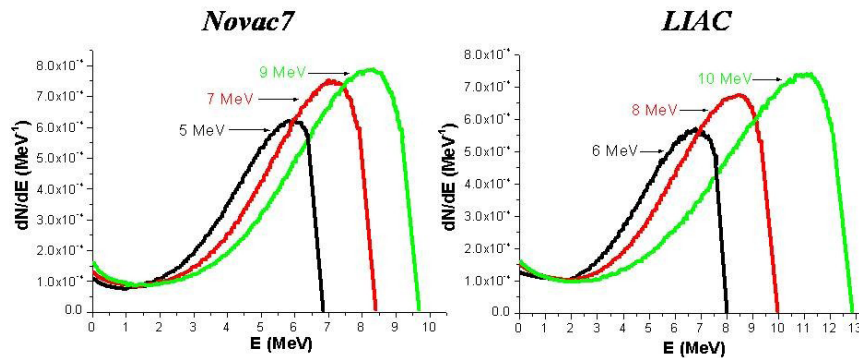 Novac7
8.0x10⁻⁴
7.0x10⁻⁴
6.0x10⁻⁴
5.0x10⁻⁴
4.0x10⁻⁴
3.0x10⁻⁴
2.0x10⁻⁴
1.0x10⁻⁴
0.0
dN/dE (MeV⁻¹)
9 MeV
7 MeV
5 MeV
0 1 2 3 4 5 6 7 8 9 10
E (MeV)
LIAC
8.0x10⁻⁴
7.0x10⁻⁴
6.0x10⁻⁴
5.0x10⁻⁴
4.0x10⁻⁴
3.0x10⁻⁴
2.0x10⁻⁴
1.0x10⁻⁴
0.0
dN/dE (MeV⁻¹)
10 MeV
8 MeV
6 MeV
0 1 2 3 4 5 6 7 8 9 10 11 12 13
E (MeV)